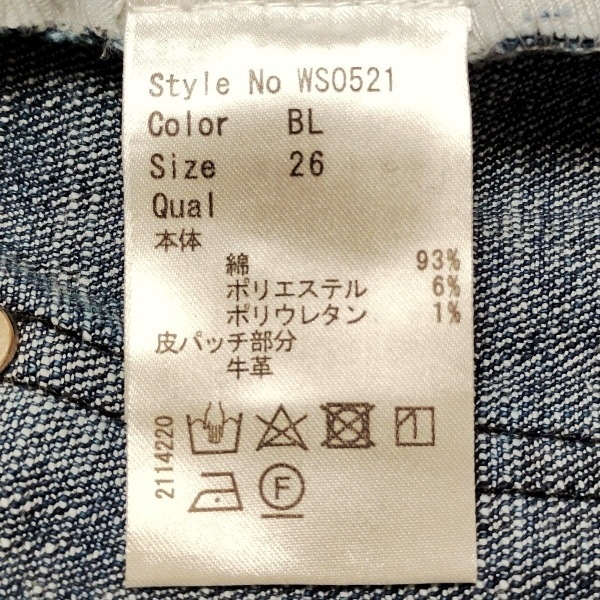 Style No WS0521
Color BL
Size 26
Qual
本体
綿 93%
ポリエステル 6%
ポリウレタン 1%
皮パッチ部分
牛革
2114220
F